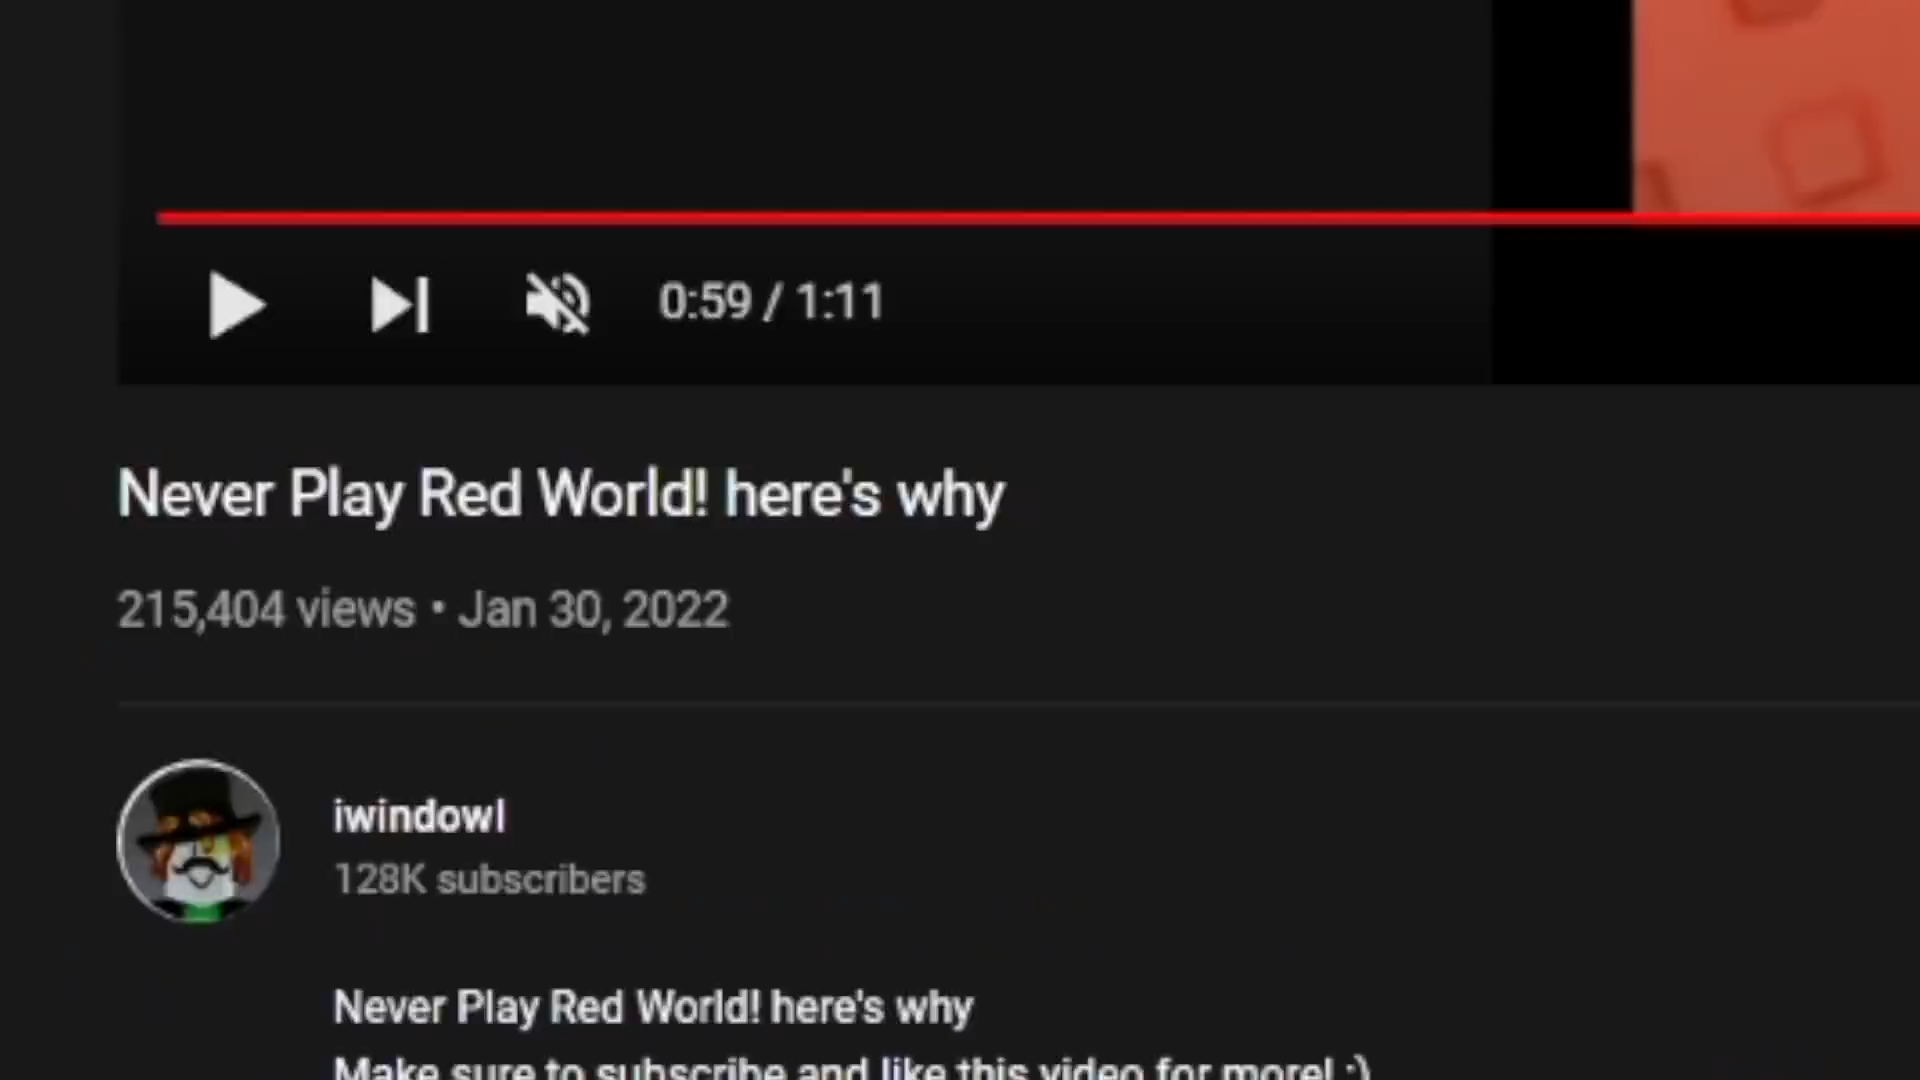 0:59 / 1:11
Never Play Red World! here's why
215,404 views • Jan 30, 2022
iwindowl
128K subscribers
Never Play Red World! here's why
Make sure to subscribe and like this video for more! :)